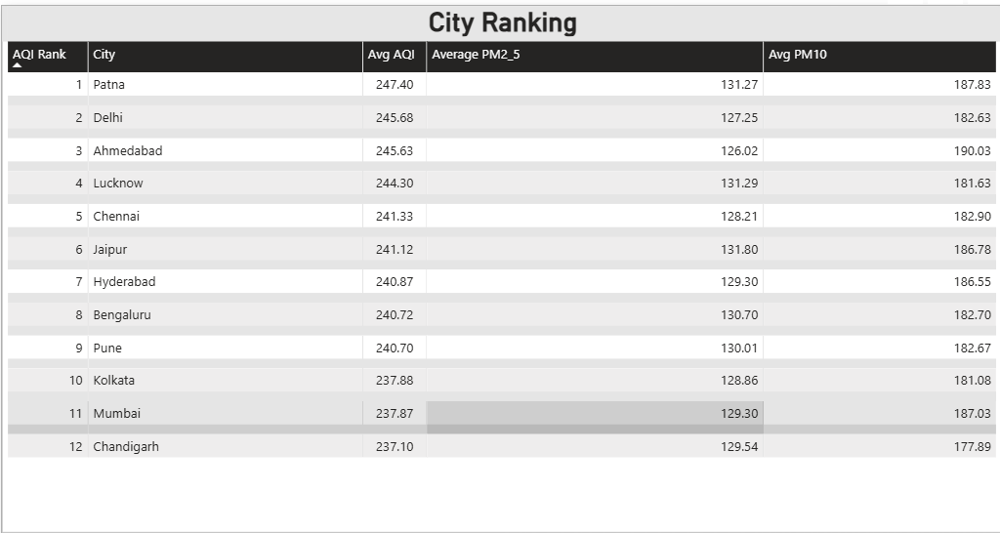 City Ranking
AQI Rank City Avg AQI Average PM2_5 Avg PM10
1 Patna 247.40 131.27 187.83
2 Delhi 245.68 127.25 182.63
3 Ahmedabad 245.63 126.02 190.03
4 Lucknow 244.30 131.29 181.63
5 Chennai 241.33 128.21 182.90
6 Jaipur 241.12 131.80 186.78
7 Hyderabad 240.87 129.30 186.55
8 Bengaluru 240.72 130.70 182.70
9 Pune 240.70 130.01 182.67
10 Kolkata 237.88 128.86 181.08
11 Mumbai 237.87 129.30 187.03
12 Chandigarh 237.10 129.54 177.89